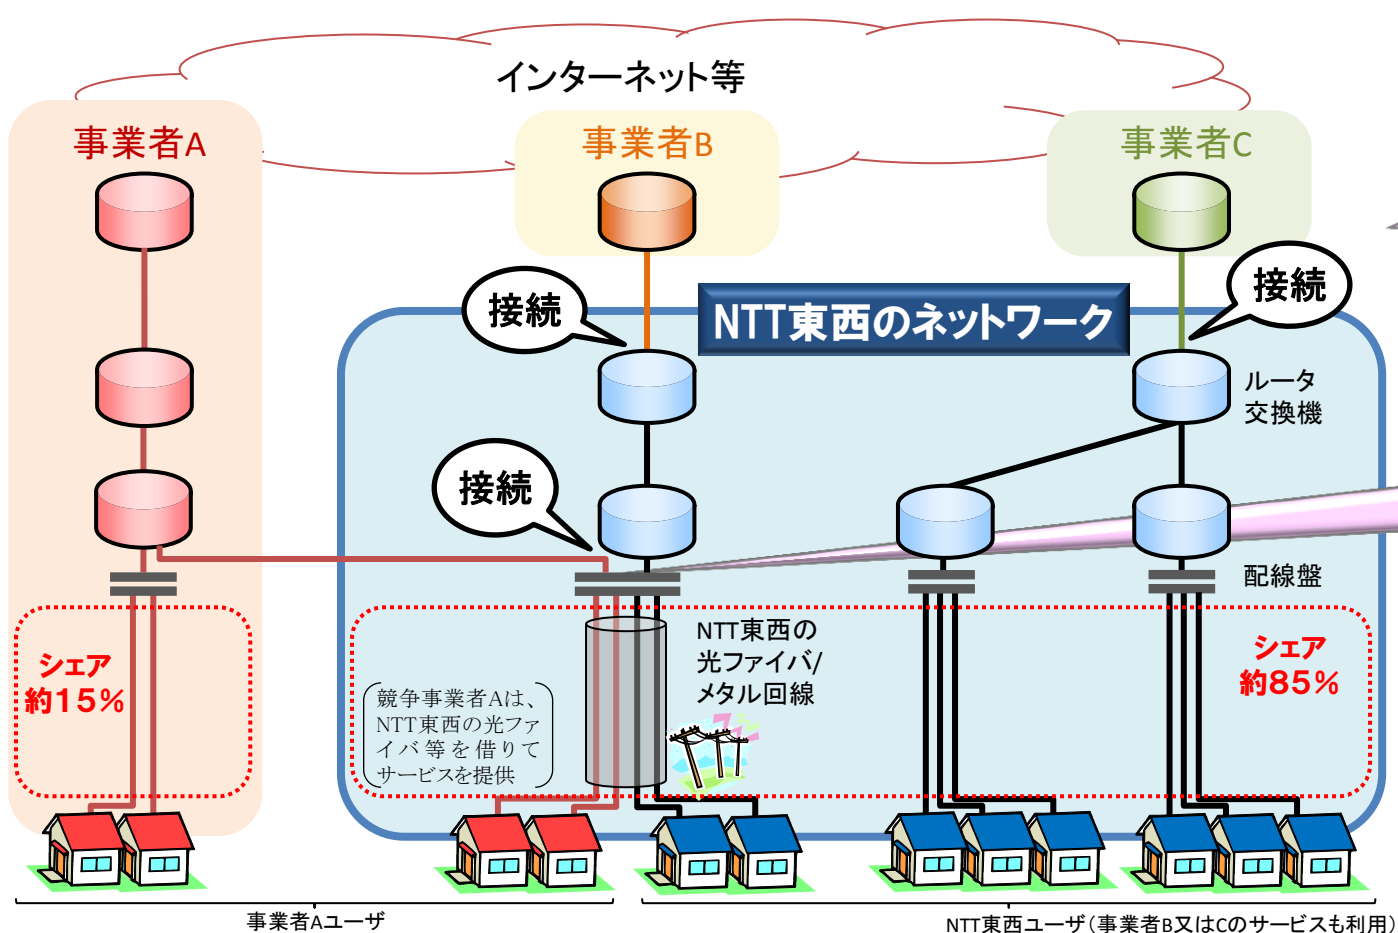 インターネット等
事業者A
事業者B
事業者C
接続
接続
NTT東西のネットワーク
ルータ
交換機
接続
配線盤
シェア
約15%
NTT東西の
光ファイバ/
メタル回線
シェア
約85%
競争事業者Aは、
NTT東西の光ファ
イバ等を借りて
サービスを提供
事業者Aユーザ
NTT東西ユーザ(事業者B又はCのサービスも利用)